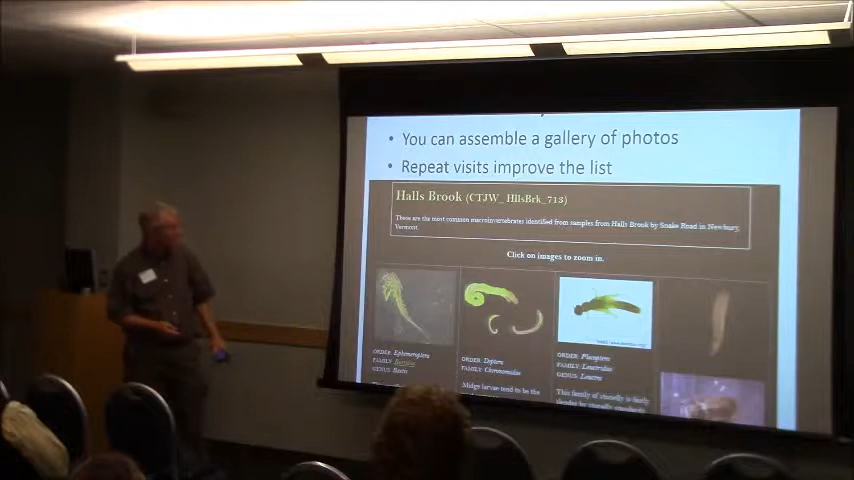 • You can assemble a gallery of photos
• Repeat visits improve the list
Halls Brook (CTJW_HllsBrk_713)
These are the most common macroinvertebrates identified from samples from Halls Brook by Snake Road in Newbury,
Vermont.
Click on images to zoom in.
ORDER: Ephemeroptera
FAMILY: Baetidae
GENUS: Baetis
ORDER: Diptera
FAMILY: Chironomidae
Midge larvae tend to be the
ORDER: Plecoptera
FAMILY: Leuctridae
GENUS: Leuctra
This family of stonefly is fairly